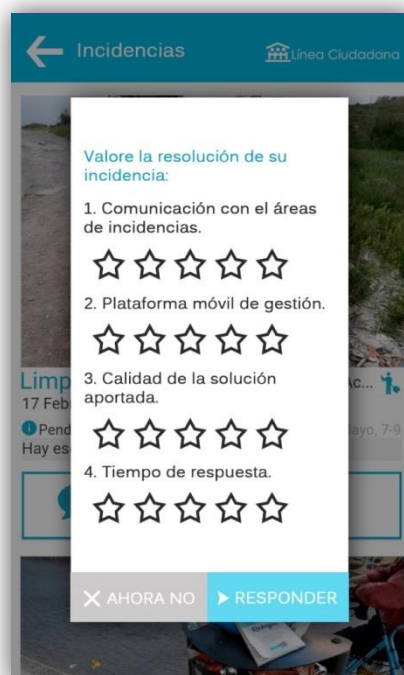 Incidencias
Línea Ciudadana
Valore la resolución de su
incidencia:
1. Comunicación con el áreas
de incidencias.
2. Plataforma móvil de gestión.
3. Calidad de la solución
aportada.
4. Tiempo de respuesta.
Limp
Ac...
17 Feb
Pend
ayo, 7-9
Hay es
AHORA NO
RESPONDER